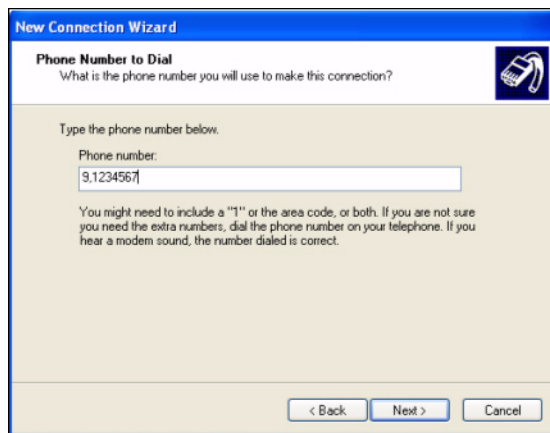 New Connection Wizard
Phone Number to Dial
What is the phone number you will use to make this connection?
Type the phone number below.
Phone number:
9,1234567
You might need to include a "1" or the area code, or both. If you are not sure
you need the extra numbers, dial the phone number on your telephone. If you
hear a modem sound, the number dialed is correct.
< Back
Next >
Cancel